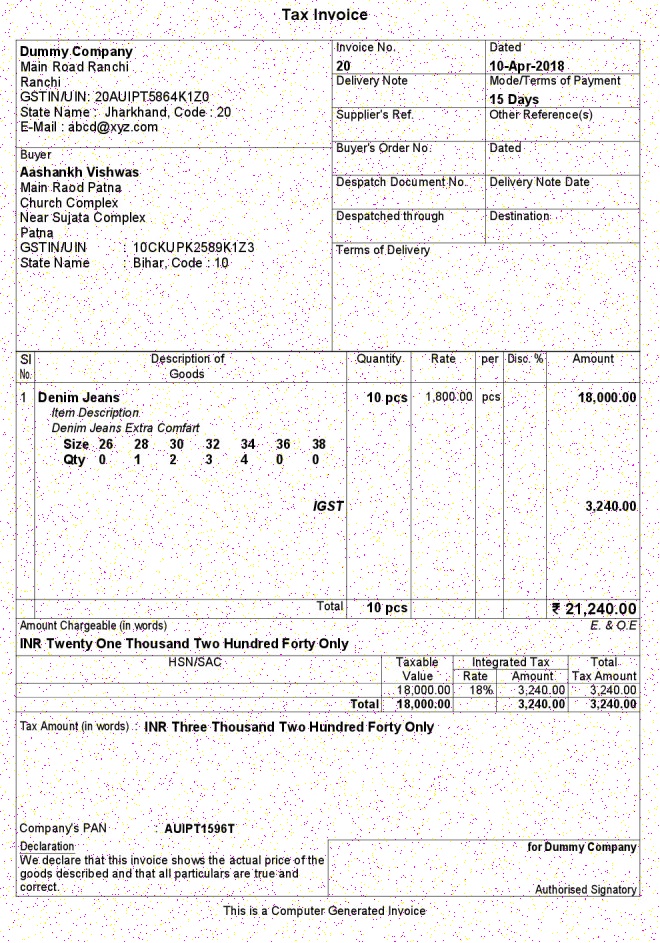 Tax Invoice
Dummy Company
Main Road Ranchi
Ranchi
GSTIN/UIN: 20AUIPT5864K1Z0
State Name : Jharkhand, Code : 20
E-Mail : abcd@xyz.com
Invoice No.
20
Dated
10-Apr-2018
Delivery Note
Mode/Terms of Payment
15 Days
Supplier's Ref.
Other Reference(s)
Buyer
Aashankh Vishwas
Main Raod Patna
Church Complex
Near Sujata Complex
Patna
GSTIN/UIN : 10CKUPK2589K1Z3
State Name : Bihar, Code : 10
Buyer's Order No.
Dated
Despatch Document No.
Delivery Note Date
Despatched through
Destination
Terms of Delivery
Sl No. Description of Goods Quantity Rate per Disc. % Amount
1 Denim Jeans 10 pcs 1,800.00 pcs 18,000.00
Item Description
Denim Jeans Extra Comfart
Size 26 28 30 32 34 36 38
Qty 0 1 2 3 4 0 0
IGST 3,240.00
Total 10 pcs ₹ 21,240.00
Amount Chargeable (in words) E. & O.E
INR Twenty One Thousand Two Hundred Forty Only
HSN/SAC Taxable Value Integrated Tax Rate Amount Total Tax Amount
18,000.00 18% 3,240.00 3,240.00
Total 18,000.00 3,240.00 3,240.00
Tax Amount (in words) : INR Three Thousand Two Hundred Forty Only
Company's PAN : AUIPT1596T
Declaration
We declare that this invoice shows the actual price of the
goods described and that all particulars are true and
correct.
for Dummy Company
Authorised Signatory
This is a Computer Generated Invoice